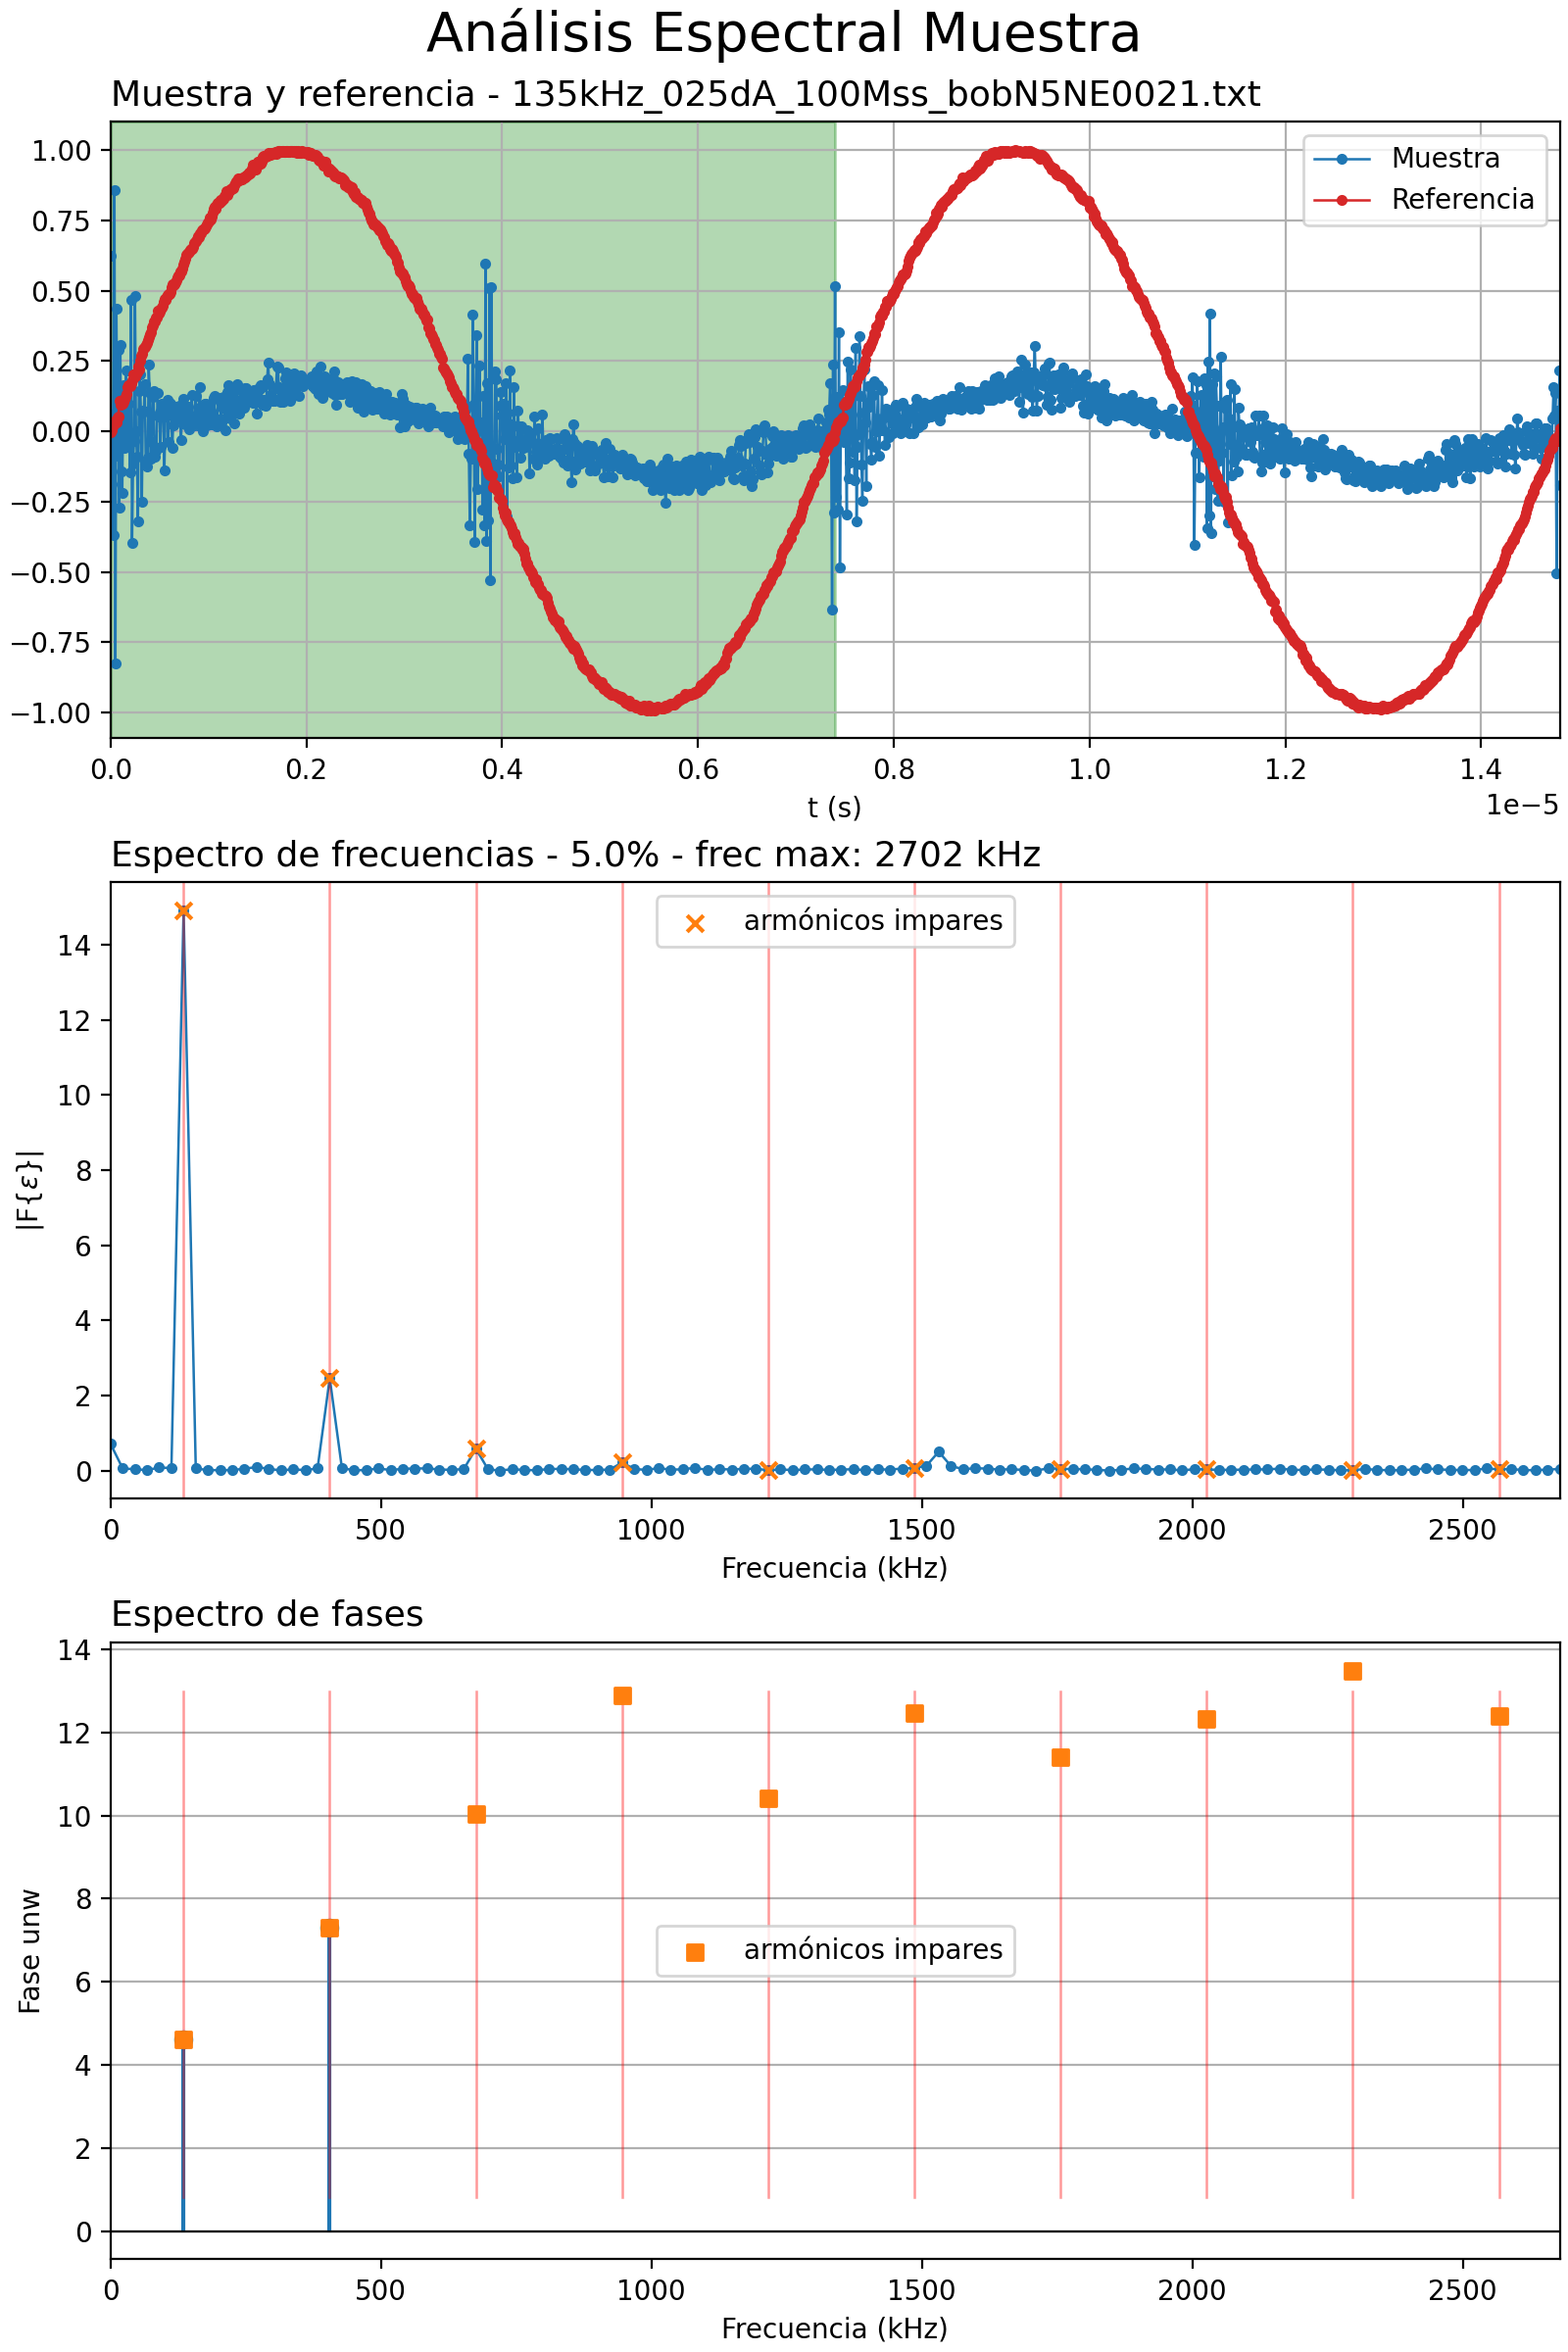 Análisis Espectral Muestra
Muestra y referencia - 135kHz_025dA_100Mss_bobN5NE0021.txt
1.00
0.75
0.50
0.25
0.00
−0.25
−0.50
−0.75
−1.00
Muestra
Referencia
0.0 0.2 0.4 0.6 0.8 1.0 1.2 1.4
1e−5
t (s)
Espectro de frecuencias - 5.0% - frec max: 2702 kHz
armónicos impares
14
12
10
8
6
4
2
0
|F{ε}|
0 500 1000 1500 2000 2500
Frecuencia (kHz)
Espectro de fases
14
12
10
8
6
4
2
0
Fase unw
armónicos impares
0 500 1000 1500 2000 2500
Frecuencia (kHz)